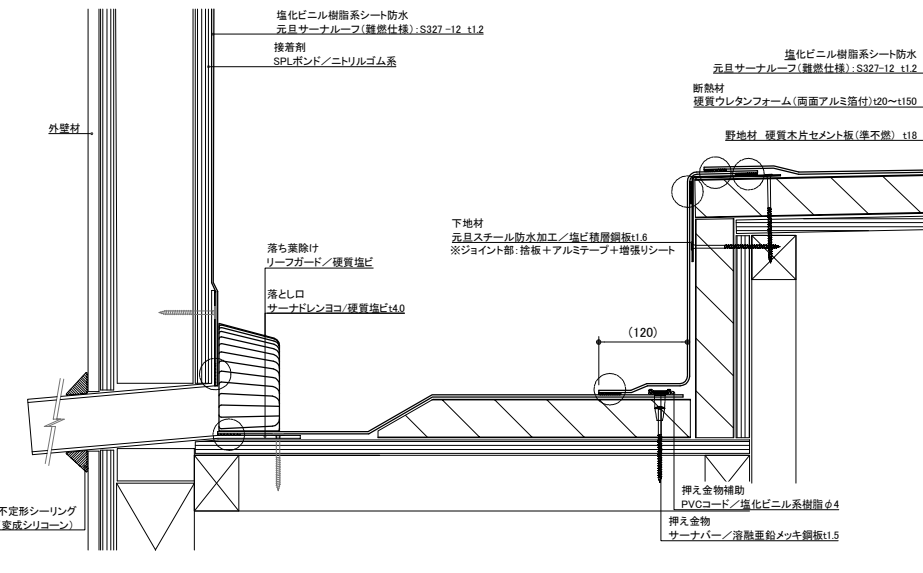 塩化ビニル樹脂系シート防水
元旦サーナルーフ(難燃仕様):S327-12 t1.2
接着剤
SPLボンド/ニトリルゴム系
塩化ビニル樹脂系シート防水
元旦サーナルーフ(難燃仕様):S327-12 t1.2
断熱材
硬質ウレタンフォーム(両面アルミ箔付)t20~t150
外壁材
野地材 硬質木片セメント板(準不燃) t18
下地材
元旦スチール防水加工/塩ビ積層鋼板t1.6
※ジョイント部:捨板+アルミテープ+増張りシート
落ち葉除け
リーフガード/硬質塩ビ
落とし口
サーナドレンヨコ/硬質塩ビt4.0
(120)
押え金物補助
PVCコード/塩化ビニル系樹脂φ4
押え金物
サーナバー/溶融亜鉛メッキ鋼板t1.5
不定形シーリング
変成シリコーン)